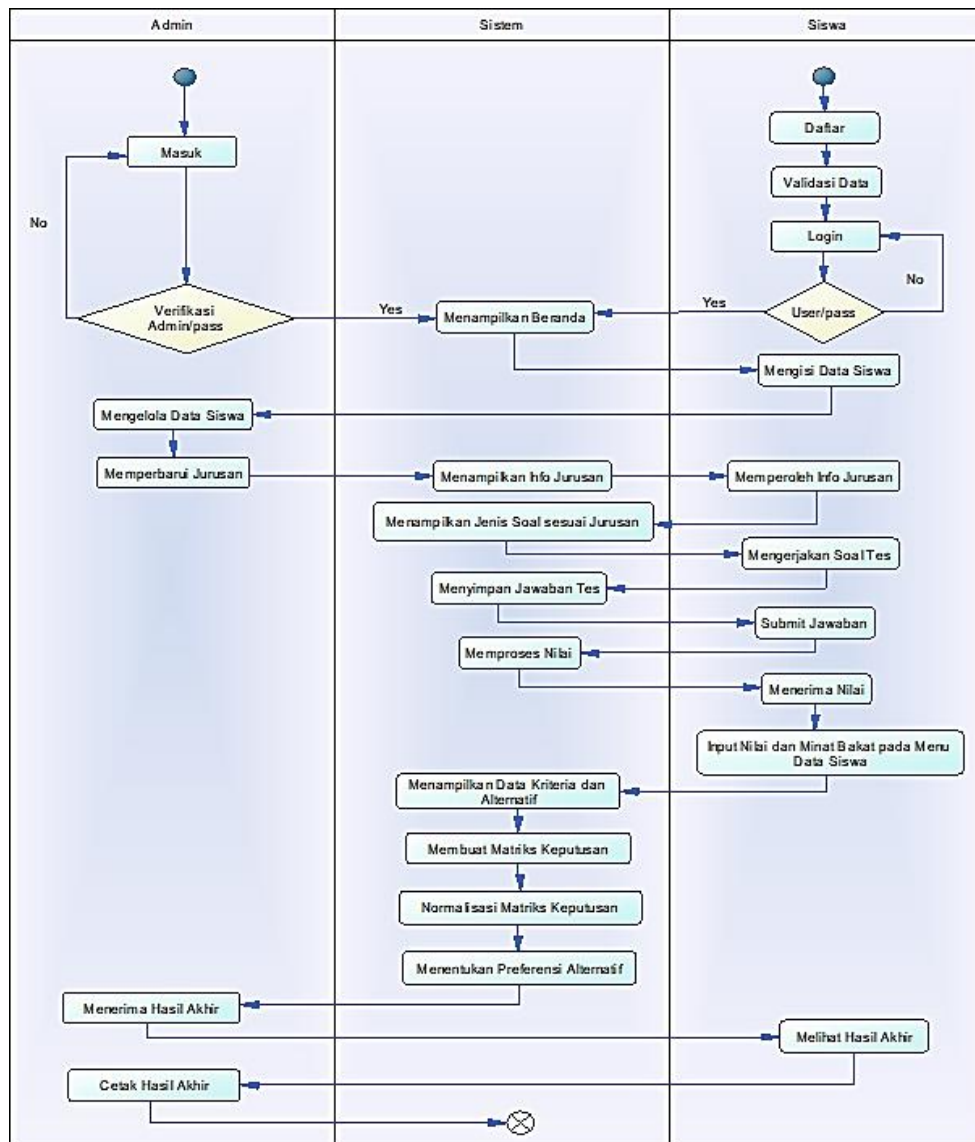 Admin
Sistem
Siswa
Daftar
Masuk
Validasi Data
No
Login
No
Verifikasi
Admin/pass
Yes
Menampilkan Beranda
Yes
User/pass
Mengisi Data Siswa
Mengelola Data Siswa
Memperbarui Jurusan
Menampilkan Info Jurusan
Memperoleh Info Jurusan
Menampilkan Jenis Soal sesuai Jurusan
Mengerjakan Soal Tes
Menyimpan Jawaban Tes
Submit Jawaban
Memproses Nilai
Menerima Nilai
Input Nilai dan Minat Bakat pada Menu
Data Siswa
Menampilkan Data Kriteria dan
Alternatif
Membuat Matriks Keputusan
Normalisasi Matriks Keputusan
Menentukan Preferensi Alternatif
Menerima Hasil Akhir
Melihat Hasil Akhir
Cetak Hasil Akhir